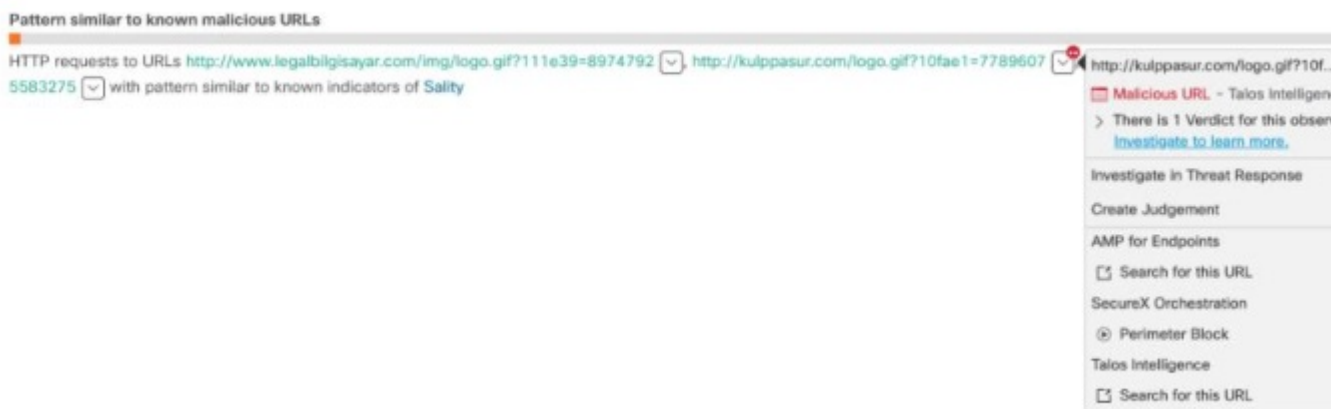 Pattern similar to known malicious URLs
HTTP requests to URLs http://www.legalbilgisayar.com/img/logo.gif?111e39=8974792 , http://kulppasur.com/logo.gif?10fae1=7789607
5583275 with pattern similar to known indicators of Sality
http://kulppasur.com/logo.gif?10f...
Malicious URL - Talos Intelligen
There is 1 Verdict for this obser
Investigate to learn more.
Investigate in Threat Response
Create Judgement
AMP for Endpoints
Search for this URL
SecureX Orchestration
Perimeter Block
Talos Intelligence
Search for this URL